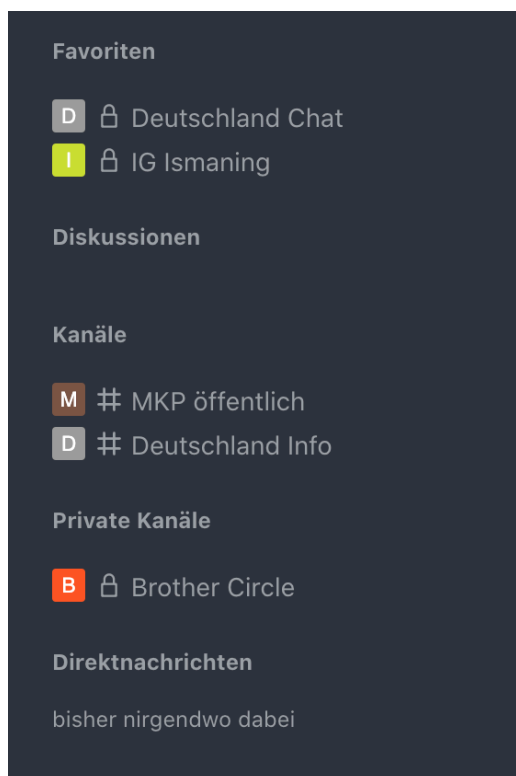 Favoriten
D Deutschland Chat
I IG Ismaning
Diskussionen
Kanäle
M # MKP öffentlich
D # Deutschland Info
Private Kanäle
B Brother Circle
Direktnachrichten
bisher nirgendwo dabei